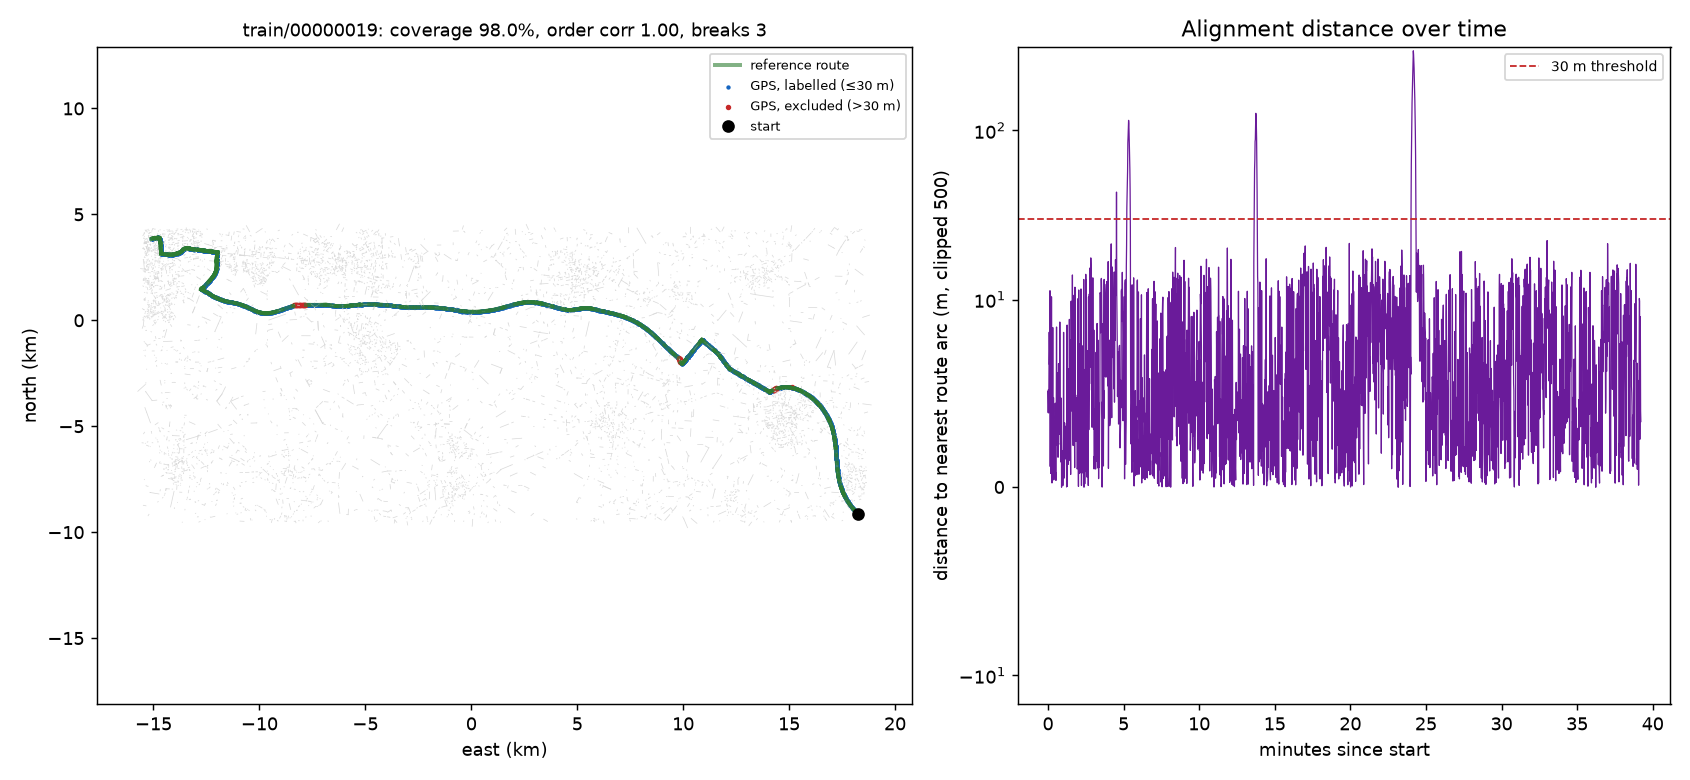 train/00000019: coverage 98.0%, order corr 1.00, breaks 3
reference route
GPS, labelled (≤30 m)
GPS, excluded (>30 m)
start
10
5
0
−5
−10
−15
north (km)
−15 −10 −5 0 5 10 15 20
east (km)
Alignment distance over time
30 m threshold
10²
10¹
0
−10¹
distance to nearest route arc (m, clipped 500)
0 5 10 15 20 25 30 35 40
minutes since start